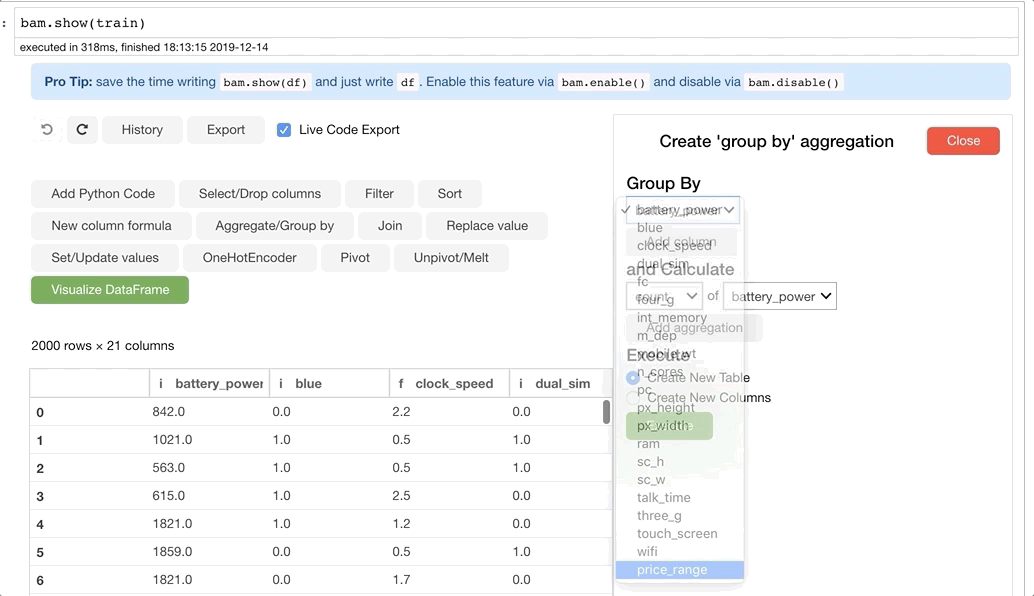 :
bam.show(train)
executed in 318ms, finished 18:13:15 2019-12-14
Pro Tip: save the time writing bam.show(df) and just write df . Enable this feature via bam.enable() and disable via bam.disable()
History Export Live Code Export
Create 'group by' aggregation Close
Add Python Code Select/Drop columns Filter Sort
New column formula Aggregate/Group by Join Replace value
Set/Update values OneHotEncoder Pivot Unpivot/Melt
Visualize DataFrame
2000 rows × 21 columns
i battery_power i blue f clock_speed i dual_sim
0 842.0 0.0 2.2 0.0
1 1021.0 1.0 0.5 1.0
2 563.0 1.0 0.5 1.0
3 615.0 1.0 2.5 0.0
4 1821.0 1.0 1.2 0.0
5 1859.0 0.0 0.5 1.0
6 1821.0 0.0 1.7 0.0
Group By
battery_power
Add column
and Calculate
count of battery_power
Add aggregation
Execute
Create New Table
Create New Columns
battery_power
blue
clock_speed
dual_sim
fc
four_g
int_memory
m_dep
mobile_wt
n_cores
pc
px_height
px_width
ram
sc_h
sc_w
talk_time
three_g
touch_screen
wifi
price_range